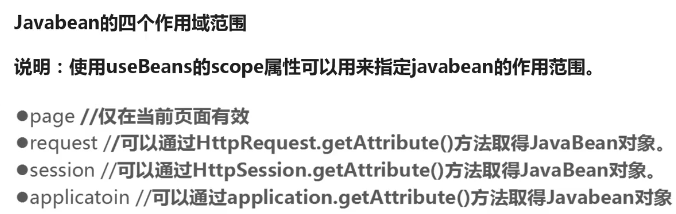 Javabean的四个作用域范围
说明：使用useBeans的scope属性可以用来指定javabean的作用范围。
●page //仅在当前页面有效
●request //可以通过HttpRequest.getAttribute()方法取得JavaBean对象。
●session //可以通过HttpSession.getAttribute()方法取得JavaBean对象。
●applicatoin //可以通过application.getAttribute()方法取得Javabean对象